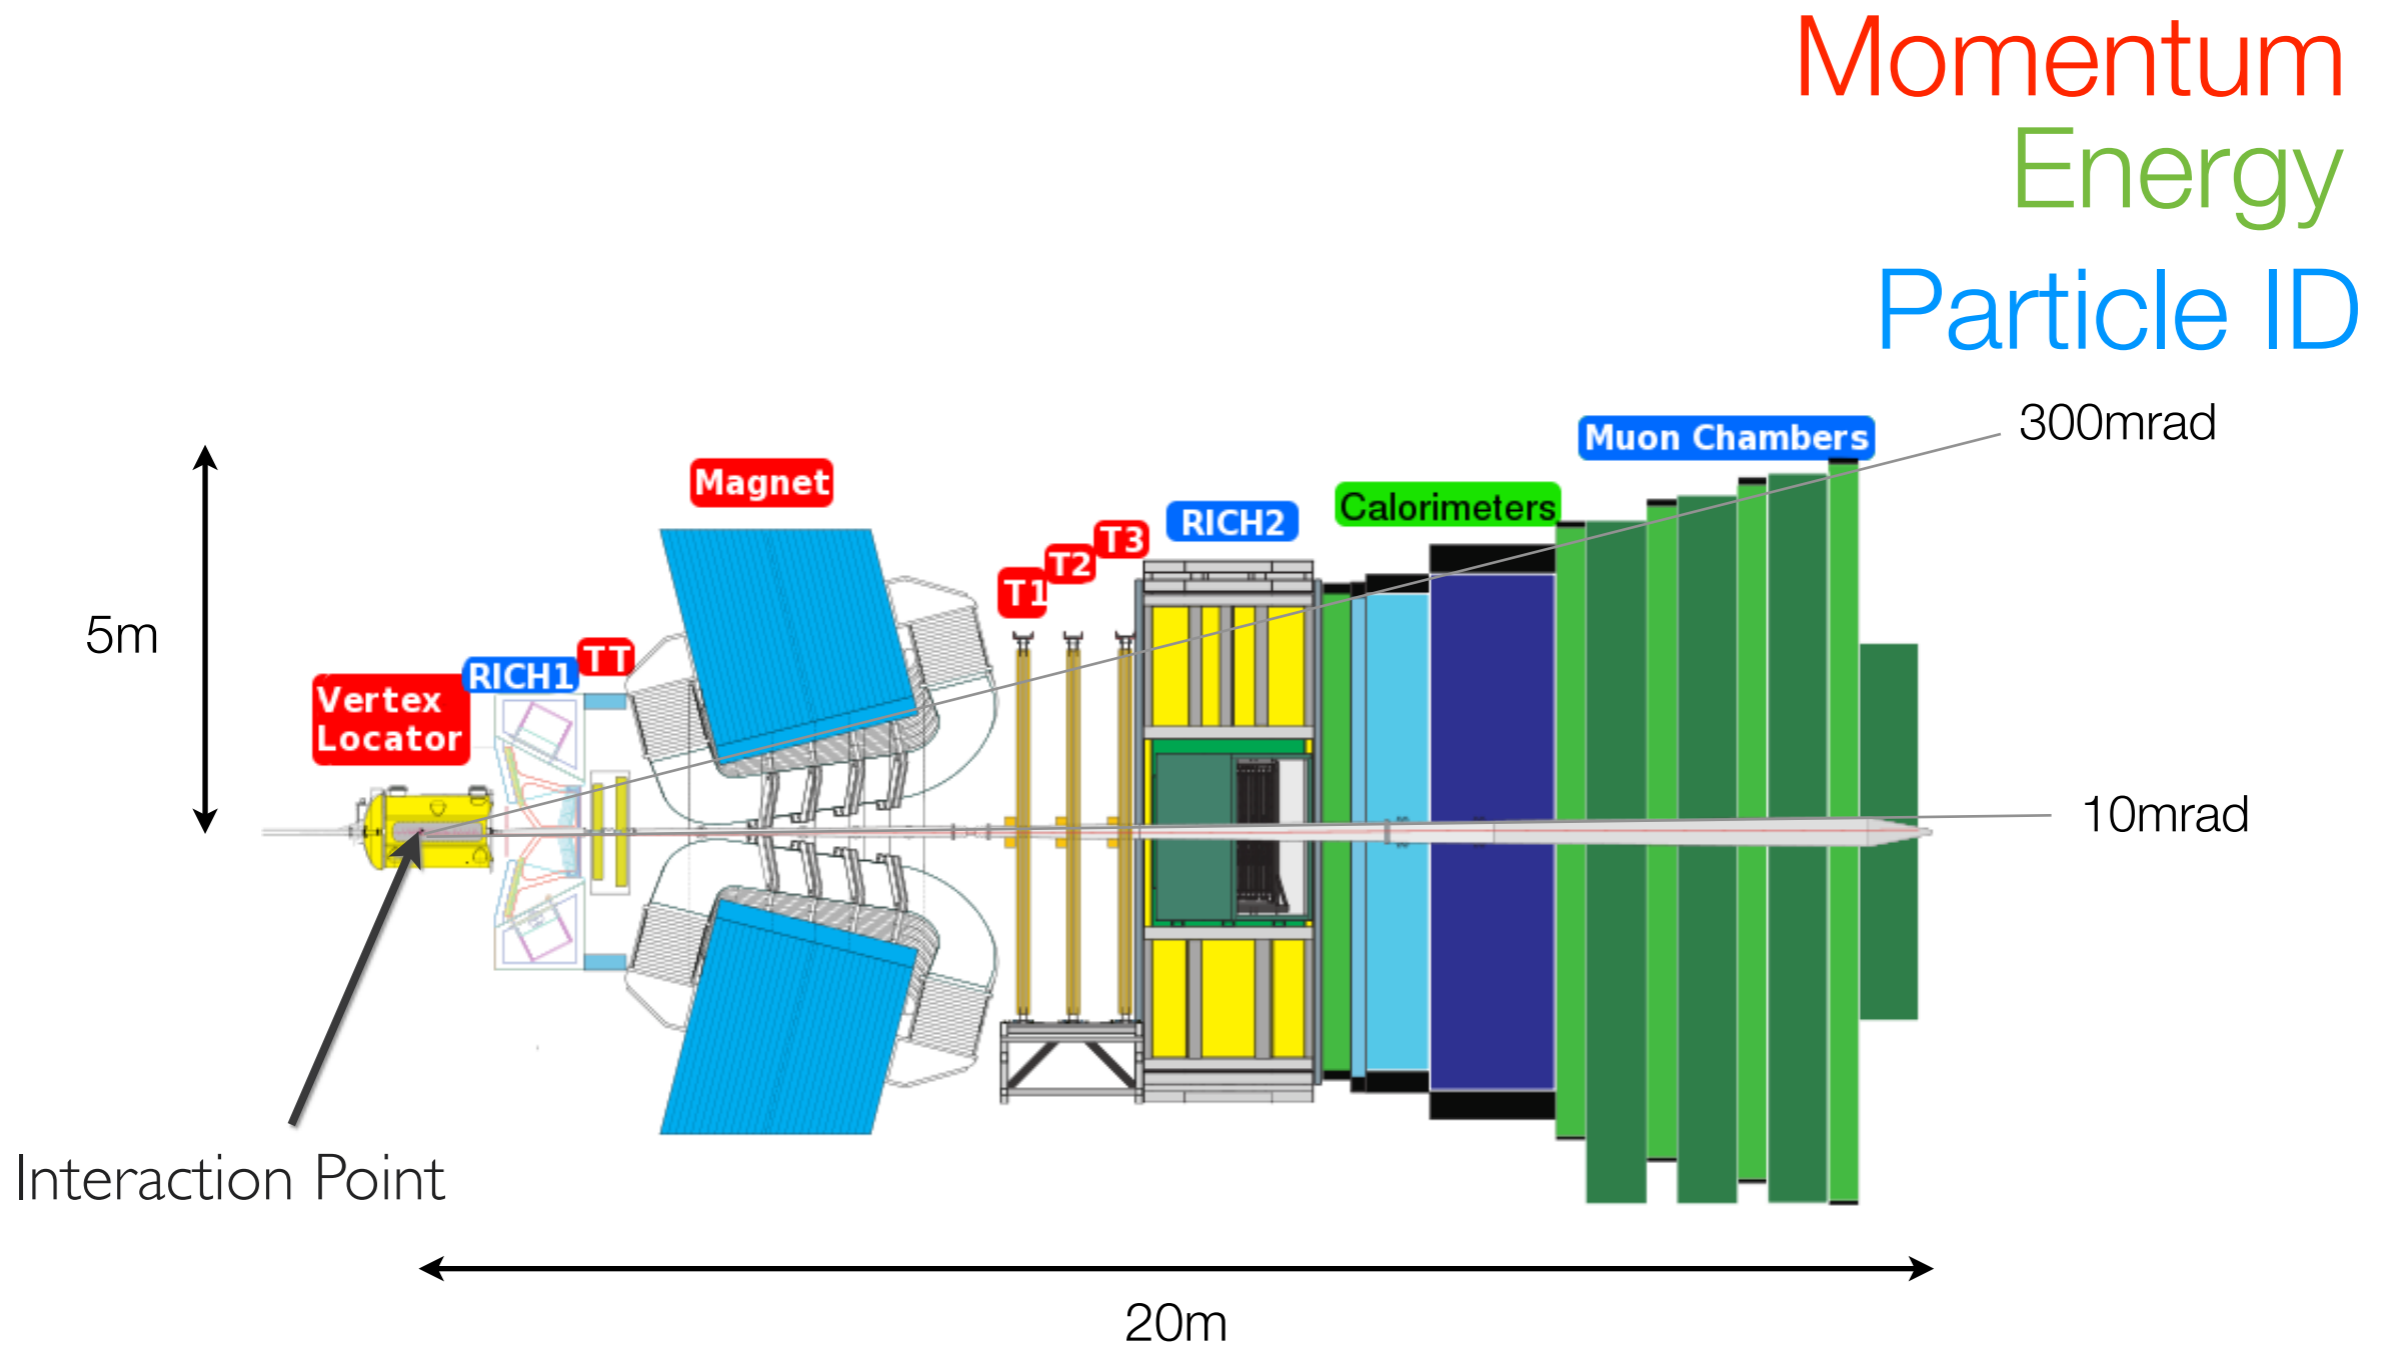 Momentum
Energy
Particle ID
300mrad
Muon Chambers
Magnet
Calorimeters
RICH2
T3
T2
T1
5m
TT
RICH1
Vertex
Locator
10mrad
Interaction Point
20m